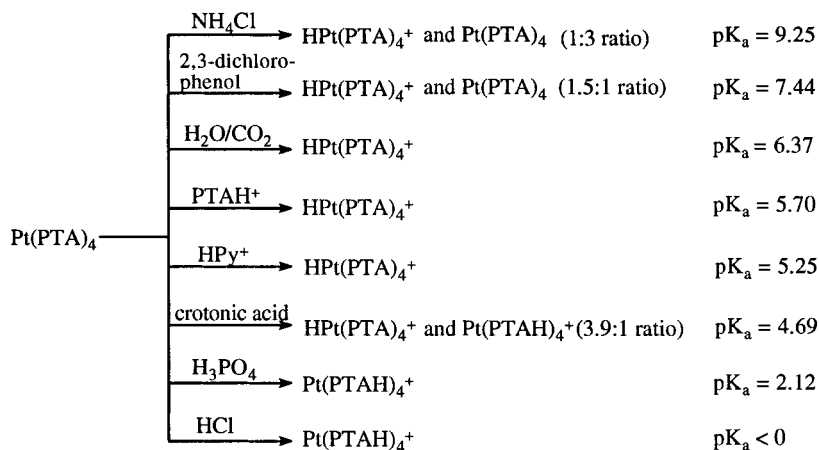 NH₄Cl HPt(PTA)₄⁺ and Pt(PTA)₄ (1:3 ratio) pKₐ = 9.25
2,3-dichloro-
phenol HPt(PTA)₄⁺ and Pt(PTA)₄ (1.5:1 ratio) pKₐ = 7.44
H₂O/CO₂ HPt(PTA)₄⁺ pKₐ = 6.37
PTAH⁺ HPt(PTA)₄⁺ pKₐ = 5.70
Pt(PTA)₄
HPy⁺ HPt(PTA)₄⁺ pKₐ = 5.25
crotonic acid HPt(PTA)₄⁺ and Pt(PTAH)₄⁺ (3.9:1 ratio) pKₐ = 4.69
H₃PO₄ Pt(PTAH)₄⁺ pKₐ = 2.12
HCl Pt(PTAH)₄⁺ pKₐ < 0